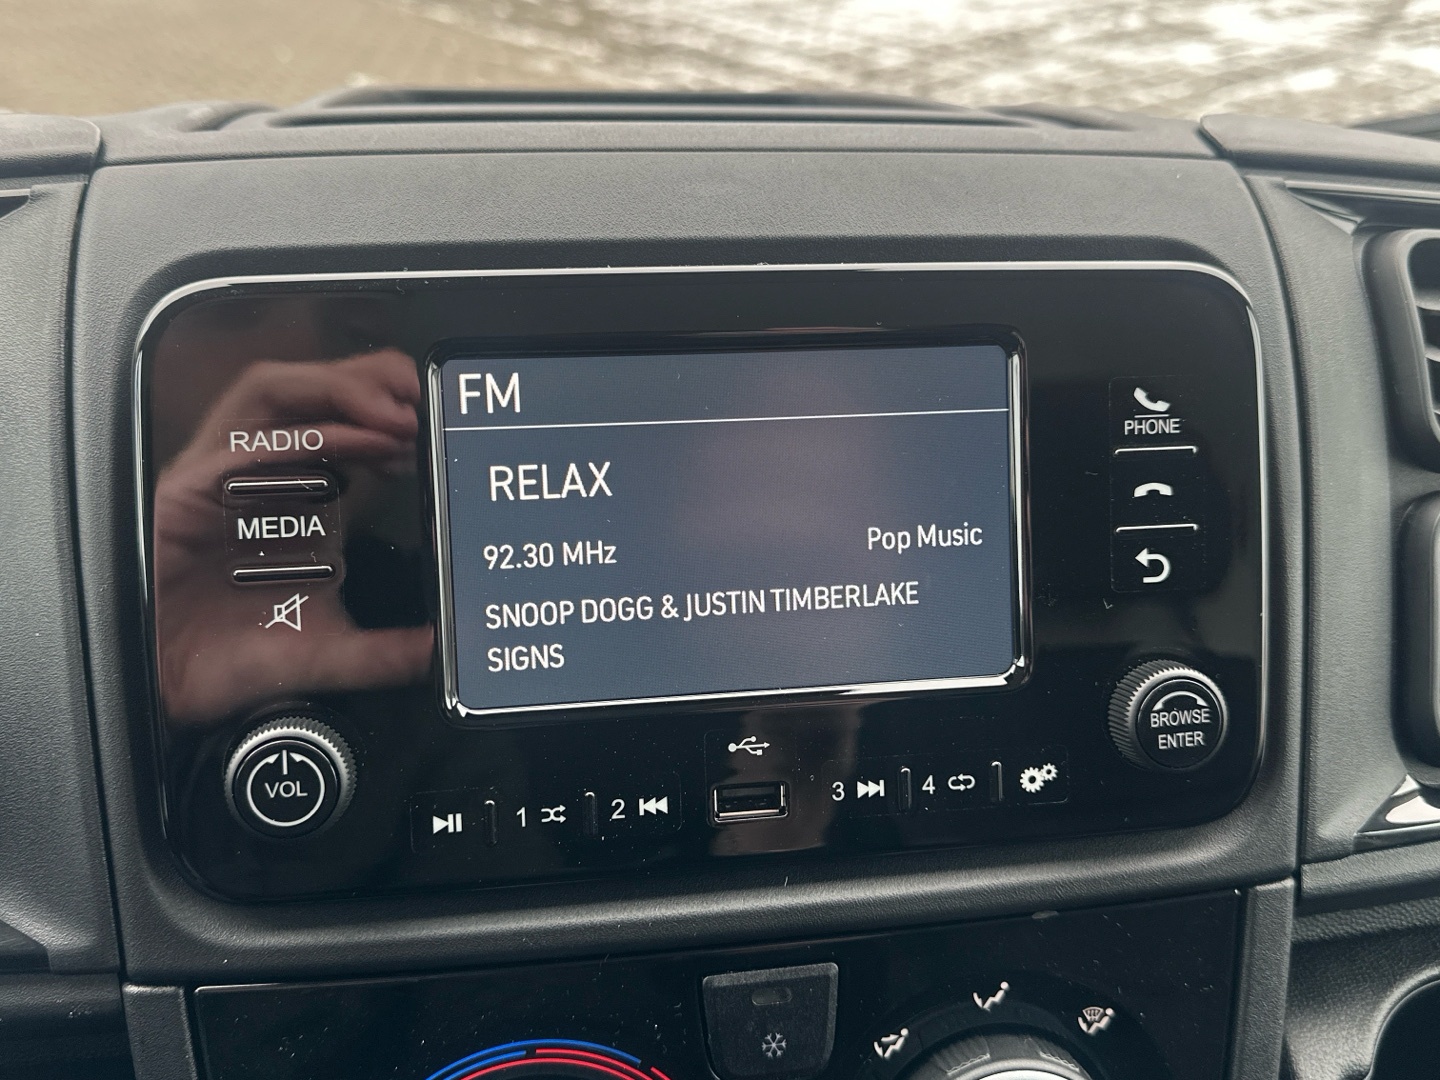 FM
RADIO
RELAX
MEDIA
92.30 MHz
Pop Music
SNOOP DOGG & JUSTIN TIMBERLAKE
SIGNS
PHONE
VOL
BROWSE
ENTER
1
2
3
4